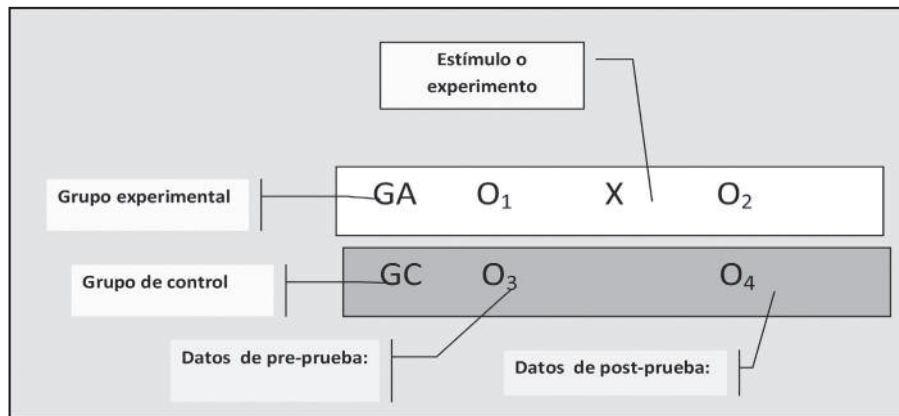 Estímulo o
experimento
Grupo experimental
GA O₁ X O₂
Grupo de control
GC O₃ O₄
Datos de pre-prueba:
Datos de post-prueba: